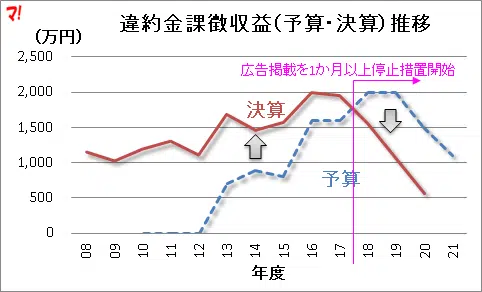 マ!
違約金課徴収益(予算・決算)推移
(万円)
広告掲載を1か月以上停止措置開始
2,500
2,000
1,500
1,000
500
0
決算
予算
08 09 10 11 12 13 14 15 16 17 18 19 20 21
年度